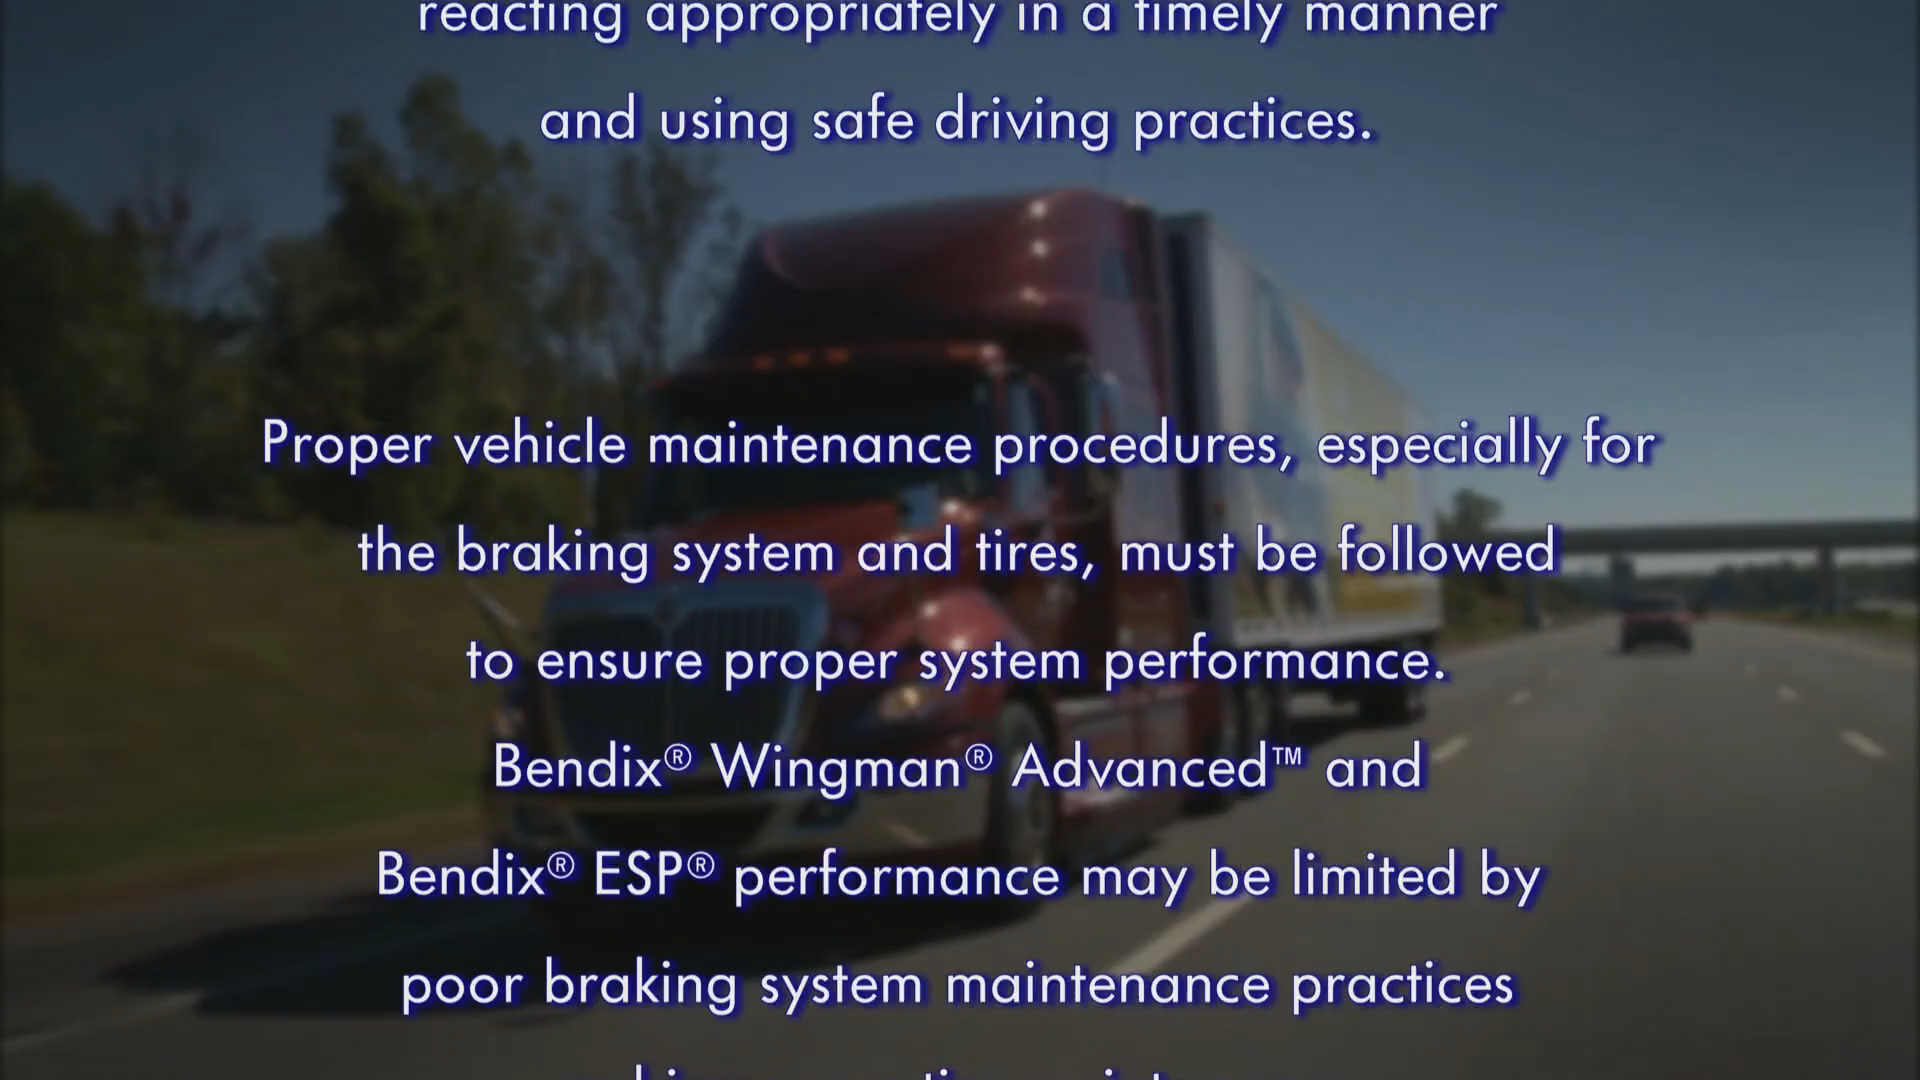 reacting appropriately in a timely manner
and using safe driving practices.
Proper vehicle maintenance procedures, especially for
the braking system and tires, must be followed
to ensure proper system performance.
Bendix® Wingman® Advanced™ and
Bendix® ESP® performance may be limited by
poor braking system maintenance practices